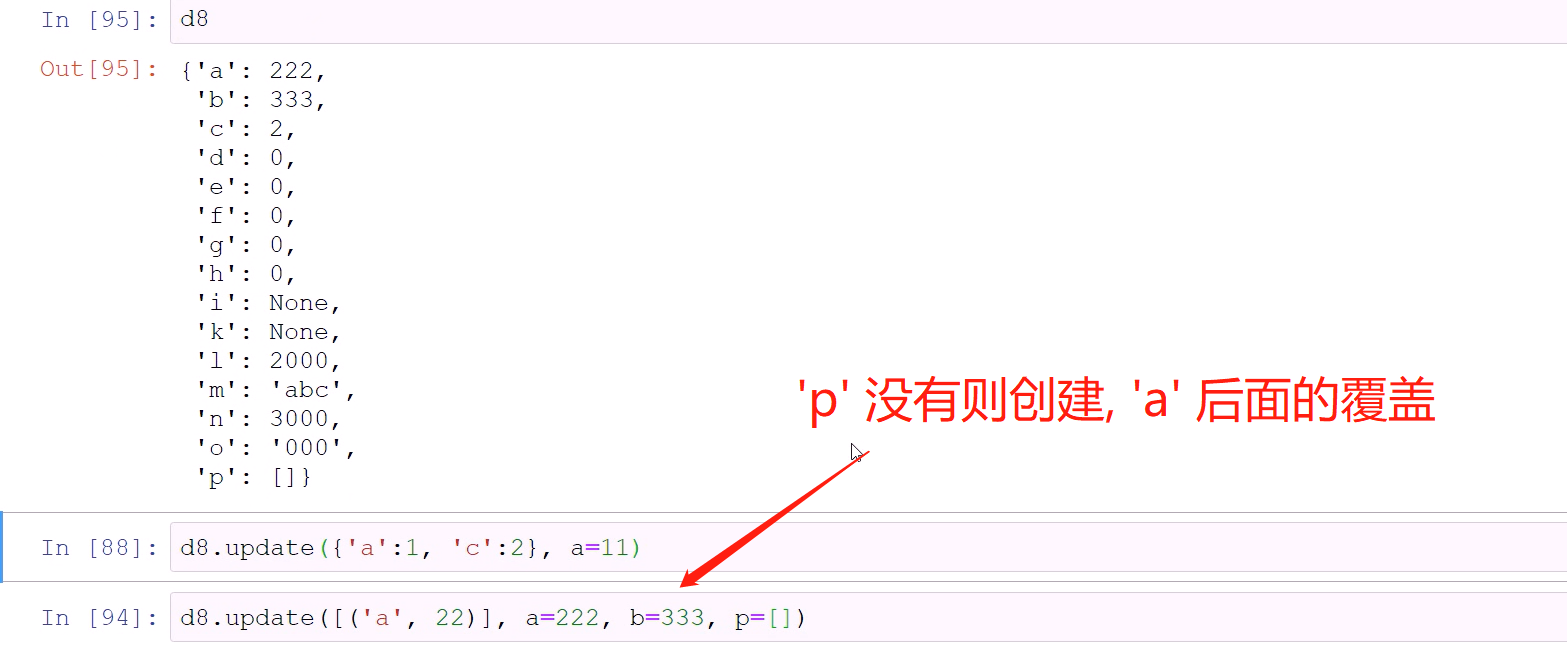 In [95]: d8
Out[95]: {'a': 222,
'b': 333,
'c': 2,
'd': 0,
'e': 0,
'f': 0,
'g': 0,
'h': 0,
'i': None,
'k': None,
'l': 2000,
'm': 'abc',
'n': 3000,
'o': '000',
'p': []}
'p' 没有则创建, 'a' 后面的覆盖
In [88]: d8.update({'a':1, 'c':2}, a=11)
In [94]: d8.update([('a', 22)], a=222, b=333, p=[])